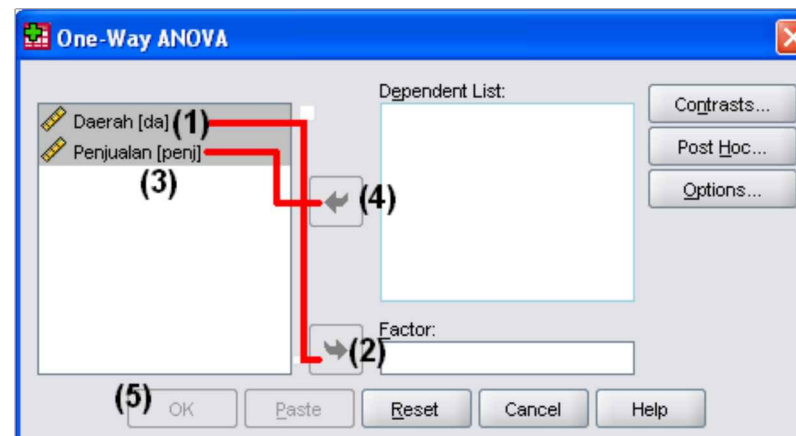 One-Way ANOVA
Dependent List:
Daerah [da] (1)
Penjualan [penj]
(3)
(4)
Contrasts...
Post Hoc...
Options...
Factor:
(2)
(5) OK Paste Reset Cancel Help